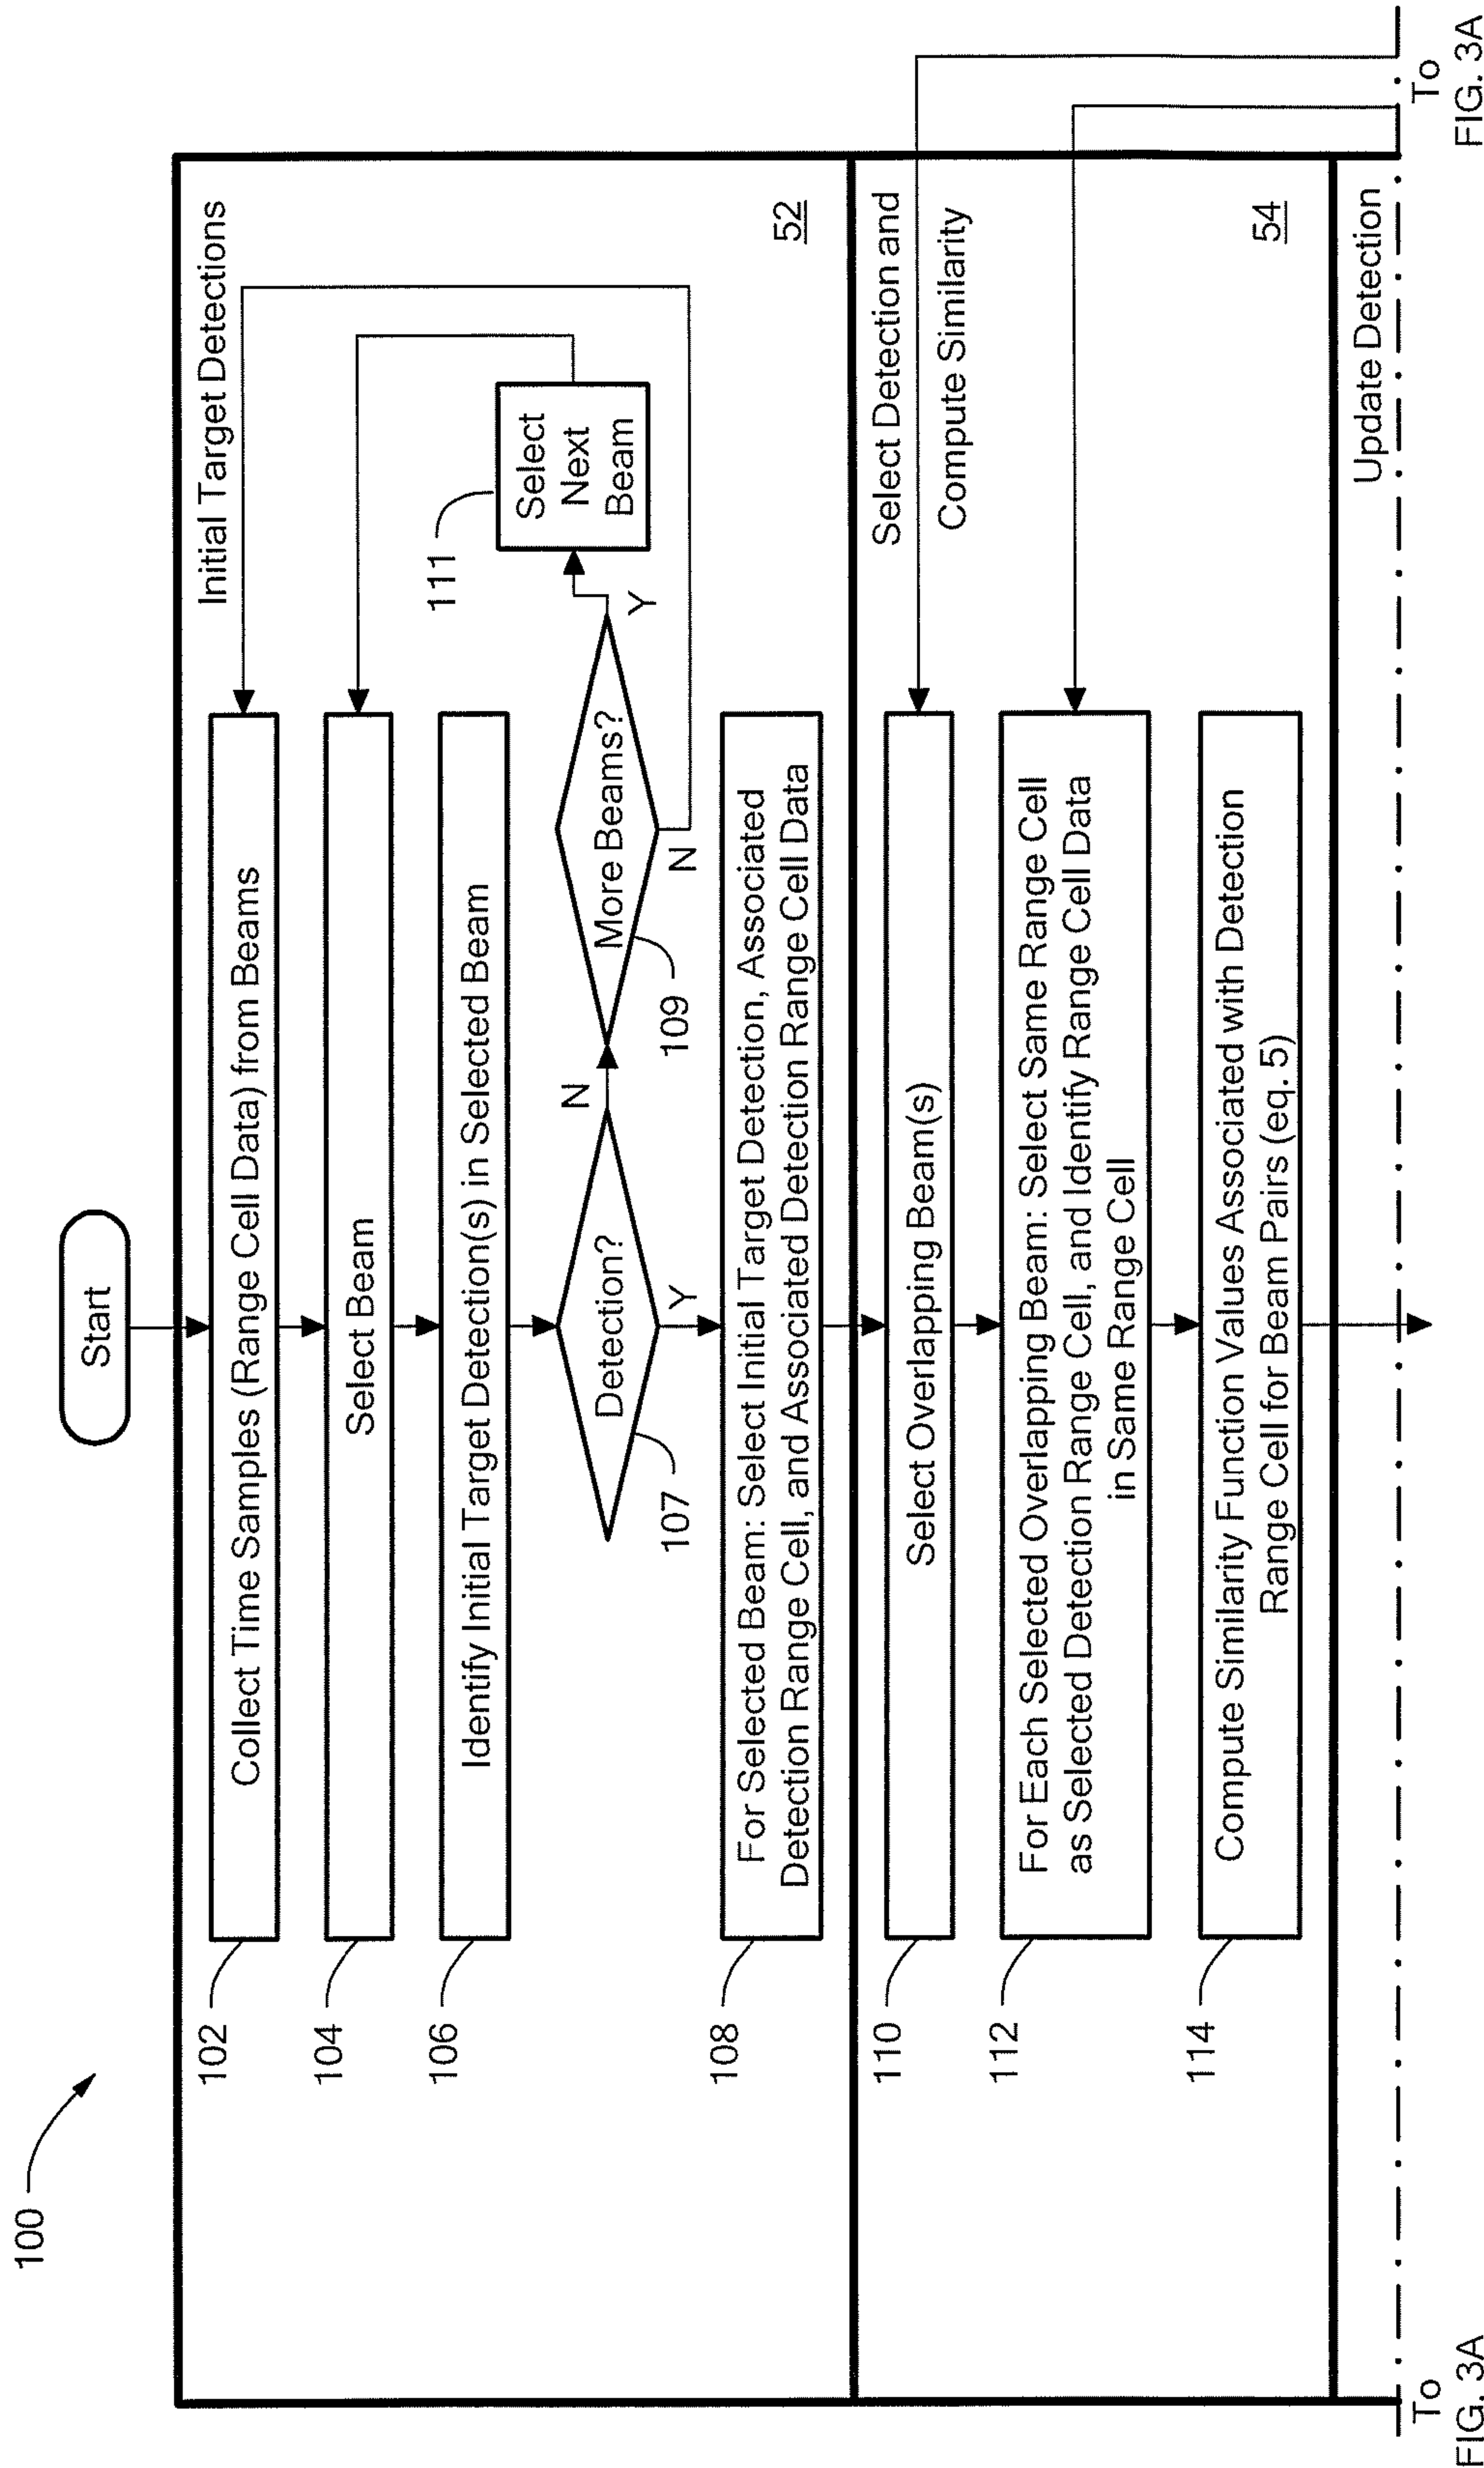 100
Start
Initial Target Detections
102
Collect Time Samples (Range Cell Data) from Beams
104
Select Beam
106
Identify Initial Target Detection(s) in Selected Beam
107
Detection?
N
Y
109
More Beams?
Y
N
111
Select
Next
Beam
108
For Selected Beam: Select Initial Target Detection, Associated
Detection Range Cell, and Associated Detection Range Cell Data
52
Select Detection and
Compute Similarity
110
Select Overlapping Beam(s)
112
For Each Selected Overlapping Beam: Select Same Range Cell
as Selected Detection Range Cell, and Identify Range Cell Data
in Same Range Cell
114
Compute Similarity Function Values Associated with Detection
Range Cell for Beam Pairs (eq. 5)
54
Update Detection
To
FIG. 3A
To
FIG. 3A